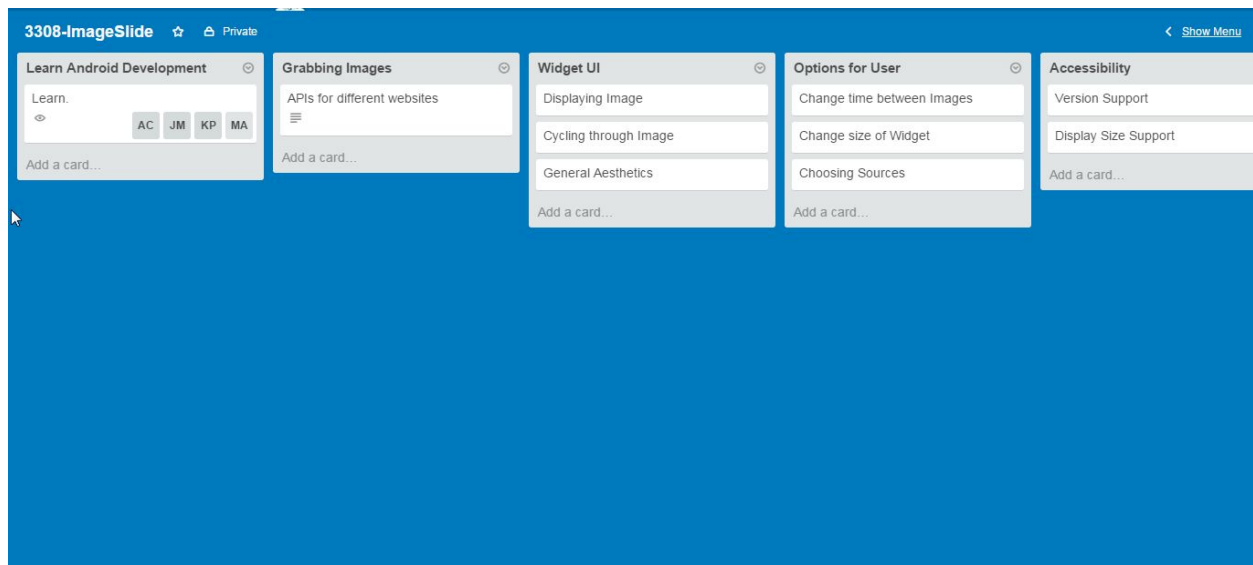 3308-ImageSlide
Private
Show Menu
Learn Android Development
Learn.
AC JM KP MA
Add a card...
Grabbing Images
APIs for different websites
Add a card...
Widget UI
Displaying Image
Cycling through Image
General Aesthetics
Add a card...
Options for User
Change time between Images
Change size of Widget
Choosing Sources
Add a card...
Accessibility
Version Support
Display Size Support
Add a card...